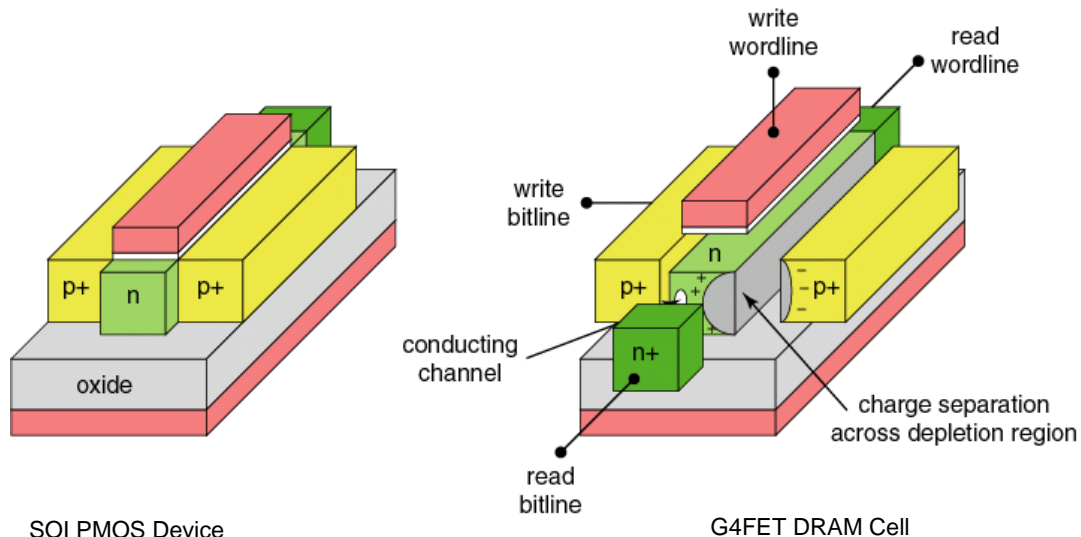 write
wordline
read
wordline
write
bitline
p+
n
p+
oxide
n
p+
+
+
+
+
−
−
−
p+
n+
conducting
channel
charge separation
across depletion region
read
bitline
SOI PMOS Device
G4FET DRAM Cell